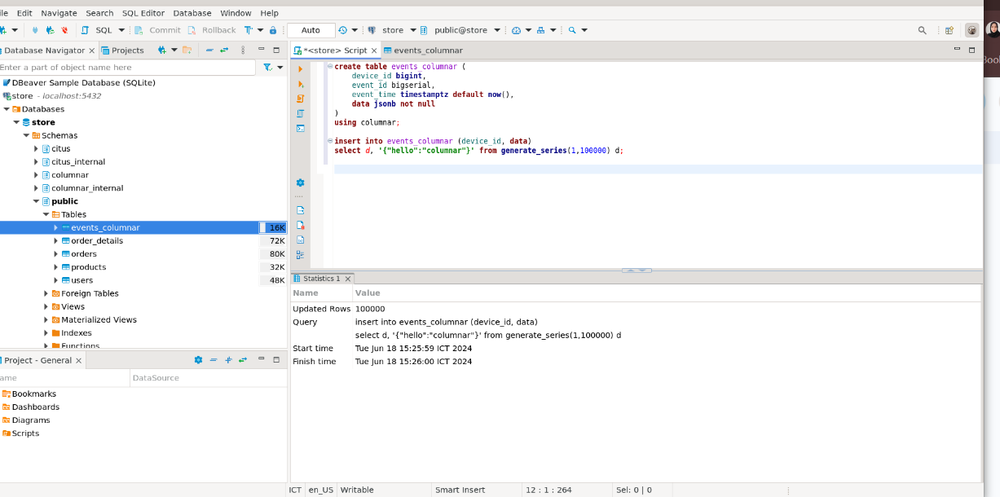 ile Edit Navigate Search SQL Editor Database Window Help
SQL Commit Rollback T Auto store public@store
Database Navigator Projects
Enter a part of object name here
DBeaver Sample Database (SQLite)
store - localhost:5432
Databases
store
Schemas
citus
citus_internal
columnar
columnar_internal
public
Tables
events_columnar 16K
order_details 72K
orders 80K
products 32K
users 48K
Foreign Tables
Views
Materialized Views
Indexes
Functions
Project - General
ame DataSource
Bookmarks
Dashboards
Diagrams
Scripts
*<store> Script events_columnar
create table events_columnar (
device_id bigint,
event_id bigserial,
event_time timestamptz default now(),
data jsonb not null
)
using columnar;
insert into events_columnar (device_id, data)
select d, '{"hello":"columnar"}' from generate_series(1,100000) d;
Statistics 1
Name Value
Updated Rows 100000
Query insert into events_columnar (device_id, data)
select d, '{"hello":"columnar"}' from generate_series(1,100000) d
Start time Tue Jun 18 15:25:59 ICT 2024
Finish time Tue Jun 18 15:26:00 ICT 2024
ICT en_US Writable Smart Insert 12 : 1 : 264 Sel: 0 | 0
Bool